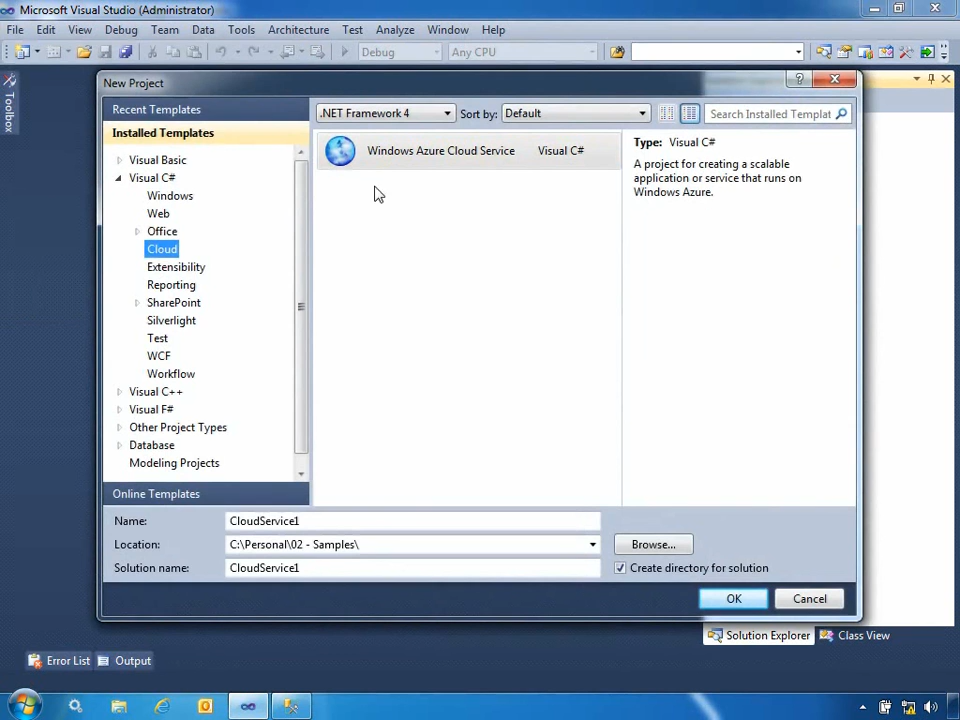 Microsoft Visual Studio (Administrator)
File Edit View Debug Team Data Tools Architecture Test Analyze Window Help
Debug Any CPU
Toolbox
New Project
Recent Templates
Installed Templates
Visual Basic
Visual C#
Windows
Web
Office
Cloud
Extensibility
Reporting
SharePoint
Silverlight
Test
WCF
Workflow
Visual C++
Visual F#
Other Project Types
Database
Modeling Projects
Online Templates
.NET Framework 4 Sort by: Default Search Installed Templat
Windows Azure Cloud Service Visual C#
Type: Visual C#
A project for creating a scalable
application or service that runs on
Windows Azure.
Name: CloudService1
Location: C:\Personal\02 - Samples\ Browse...
Solution name: CloudService1 Create directory for solution
OK Cancel
Solution Explorer Class View
Error List Output